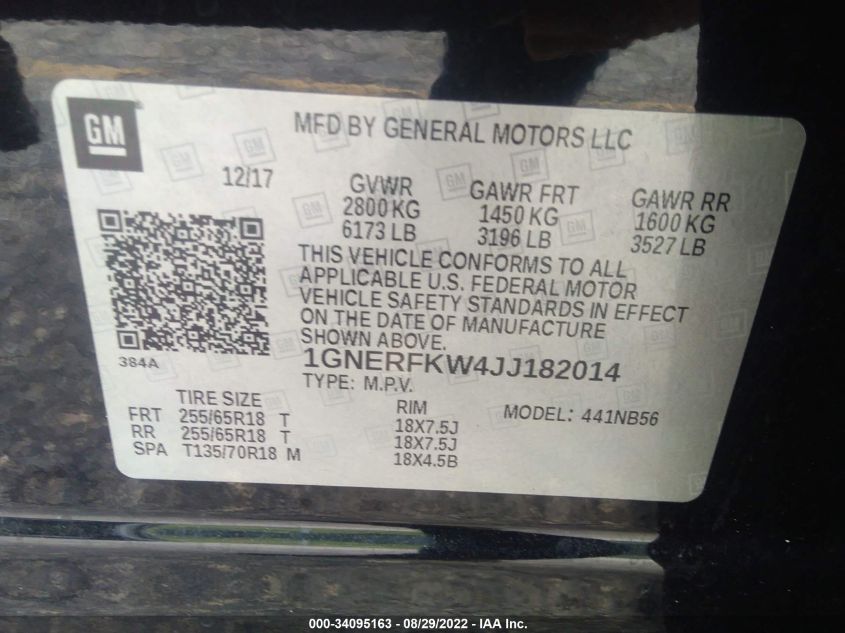 GM
MFD BY GENERAL MOTORS LLC
12/17
GVWR GAWR FRT GAWR RR
2800 KG 1450 KG 1600 KG
6173 LB 3196 LB 3527 LB
THIS VEHICLE CONFORMS TO ALL
APPLICABLE U.S. FEDERAL MOTOR
VEHICLE SAFETY STANDARDS IN EFFECT
ON THE DATE OF MANUFACTURE
SHOWN ABOVE.
384A
1GNERFKW4JJ182014
TYPE: M.P.V.
TIRE SIZE RIM MODEL: 441NB56
FRT 255/65R18 T 18X7.5J
RR 255/65R18 T 18X7.5J
SPA T135/70R18 M 18X4.5B
000-34095163 - 08/29/2022 - IAA Inc.